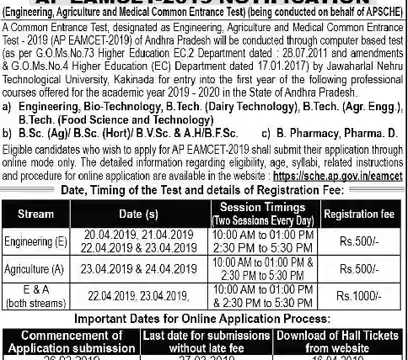 AP EAMCET-2019 NOTIFICATION
(Engineering, Agriculture and Medical Common Entrance Test) (being conducted on behalf of APSCHE)
A Common Entrance Test, designated as Engineering, Agriculture and Medical Common Entrance
Test - 2019 (AP EAMCET-2019) of Andhra Pradesh will be conducted through computer based test
(as per G.O.Ms.No.73 Higher Education EC2 Department dated : 28.07.2011 and amendments
& G.O.Ms.No.4 Higher Education (EC) Department dated 17.01.2017) by Jawaharlal Nehru
Technological University, Kakinada for entry into the first year of the following professional
courses offered for the academic year 2019 - 2020 in the State of Andhra Pradesh.
a) Engineering, Bio-Technology, B.Tech. (Dairy Technology), B.Tech. (Agr. Engg.),
B.Tech. (Food Science and Technology)
b) B.Sc. (Ag)/ B.Sc. (Hort)/ B.V.Sc. & A.H/B.F.Sc. c) B. Pharmacy, Pharma. D.
Eligible candidates who wish to apply for AP EAMCET-2019 shall submit their application through
online mode only. The detailed information regarding eligibility, age, syllabi, related instructions
and procedure for online application are available in the website : https://sche.ap.gov.in/eamcet
Date, Timing of the Test and details of Registration Fee:
Stream Date (s) Session Timings (Two Sessions Every Day) Registration fee
Engineering (E) 20.04.2019, 21.04.2019 10:00 AM to 01:00 PM Rs.500/-
22.04.2019 & 23.04.2019 2:30 PM to 5:30 PM
Agriculture (A) 23.04.2019 & 24.04.2019 10:00 AM to 01:00 PM & Rs.500/-
2:30 PM to 5:30 PM
E & A (both streams) 22.04.2019, 23.04.2019, 10:00 AM to 01:00 PM Rs.1000/-
& 2:30 PM to 5:30 PM
Important Dates for Online Application Process:
Commencement of Last date for submissions Download of Hall Tickets
Application submission without late fee from website
26.02.2019 27.03.2019 16.04.2019